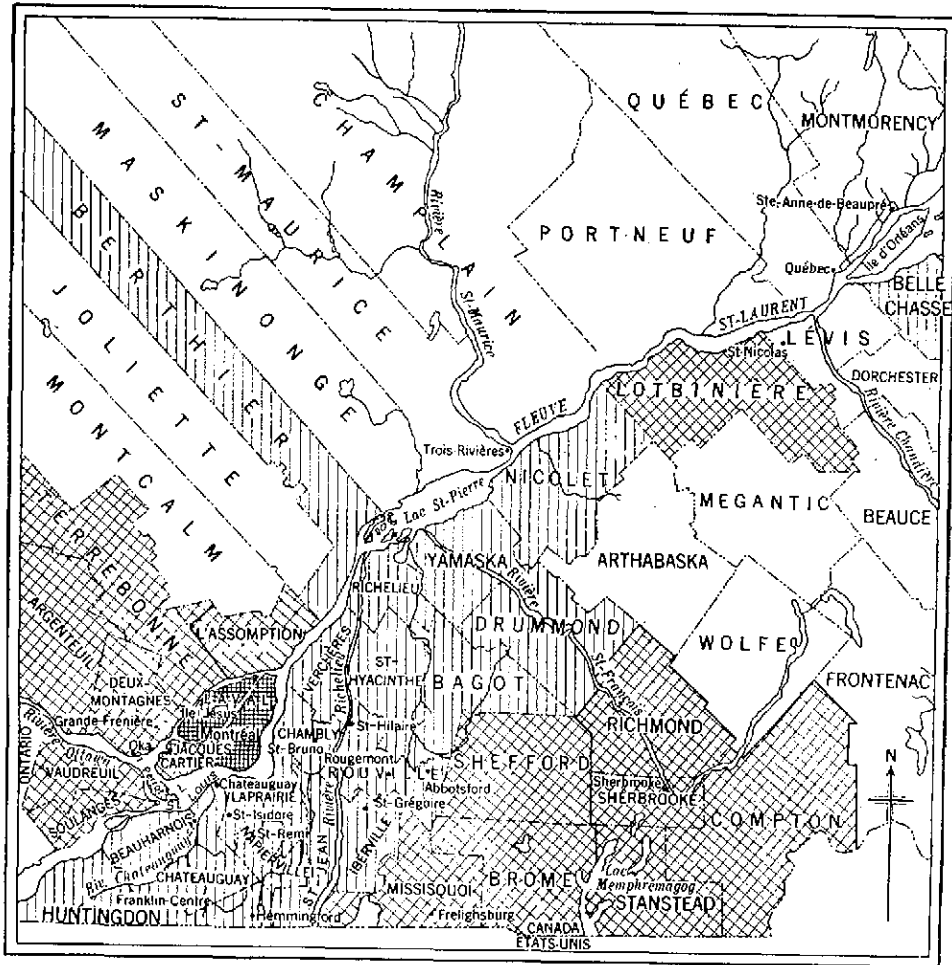 QUÉBEC
MONTMORENCY
ST-MAURICE
CHAMPLAIN
MASKINONGE
BERTHIER
JOLIETTE
MONTCALM
PORTNEUF
Ste-Anne-de-Beaupré
Île d'Orléans
Québec
BELLE
CHASSE
Rivière
St-Maurice
ST-LAURENT
FLEUVE
St-Nicolas
LÉVIS
DORCHESTER
LOTBINIÈRE
Rivière Chaudière
Trois-Rivières
Lac St-Pierre
NICOLET
MEGANTIC
BEAUCE
YAMASKA
ARTHABASKA
RICHELIEU
Rivière
St-François
TERREBONNE
ARGENTEUIL
L'ASSOMPTION
DRUMMOND
WOLFE
VERCHÈRES
Richelieu
ST-
HYACINTHE
BAGOT
FRONTENAC
DEUX-
MONTAGNES
LAVAL
Île Jésus
Montréal
Grande-Frénière
CHAMBLY
St-Hilaire
RICHMOND
St-Bruno
Oka
JACQUES
CARTIER
Rivière Ottawa
ONTARIO
VAUDREUIL
Rougemont
ROUVILLE
SHEFFORD
Abbotsford
Sherbrooke
SHERBROOKE
N
Chateauguay
LAPRAIRIE
St-Grégoire
SOULANGES
St-Isidore
St-Remi
COMPTON
BEAUHARNOIS
NAPIERVILLE
ST-JEAN
Rivière
IBERVILLE
Riv. Chateauguay
CHATEAUGUAY
MISSISQUOI
BROME
Lac
Memphrémagog
STANSTEAD
Franklin-Centre
HUNTINGDON
Hemmingford
Frelighsburg
CANADA
ÉTATS-UNIS